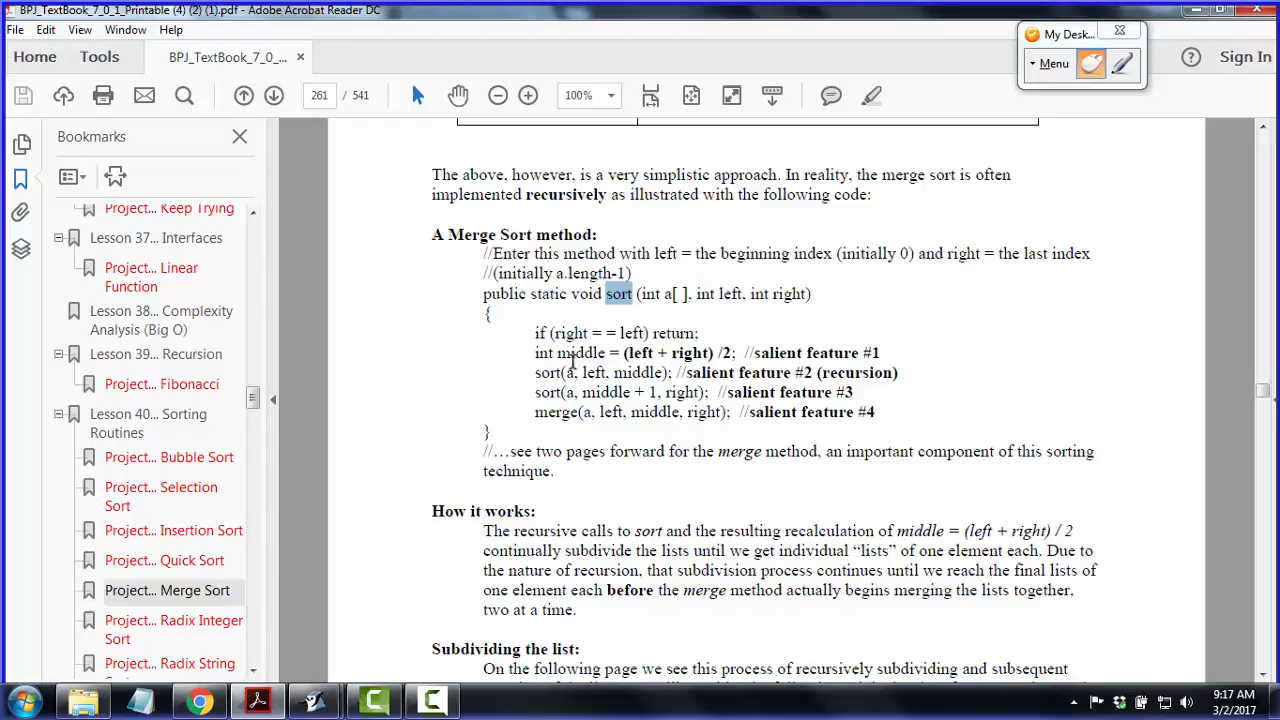 BPJ_TextBook_7_0_1_Printable (4) (2) (1).pdf - Adobe Acrobat Reader DC
File Edit View Window Help
My Desk...
Menu
Home Tools BPJ_TextBook_7_0_...
Sign In
261 / 541
100%
Bookmarks
Project... Keep Trying
Lesson 37... Interfaces
Project... Linear
Function
Lesson 38... Complexity
Analysis (Big O)
Lesson 39... Recursion
Project... Fibonacci
Lesson 40... Sorting
Routines
Project... Bubble Sort
Project... Selection
Sort
Project... Insertion Sort
Project... Quick Sort
Project... Merge Sort
Project... Radix Integer
Sort
Project... Radix String
The above, however, is a very simplistic approach. In reality, the merge sort is often
implemented recursively as illustrated with the following code:
A Merge Sort method:
//Enter this method with left = the beginning index (initially 0) and right = the last index
//(initially a.length-1)
public static void sort (int a[ ], int left, int right)
{
if (right = = left) return;
int middle = (left + right) /2; //salient feature #1
sort(a, left, middle); //salient feature #2 (recursion)
sort(a, middle + 1, right); //salient feature #3
merge(a, left, middle, right); //salient feature #4
}
//…see two pages forward for the merge method, an important component of this sorting
technique.
How it works:
The recursive calls to sort and the resulting recalculation of middle = (left + right) / 2
continually subdivide the lists until we get individual “lists” of one element each. Due to
the nature of recursion, that subdivision process continues until we reach the final lists of
one element each before the merge method actually begins merging the lists together,
two at a time.
Subdividing the list:
On the following page we see this process of recursively subdividing and subsequent
9:17 AM
3/2/2017